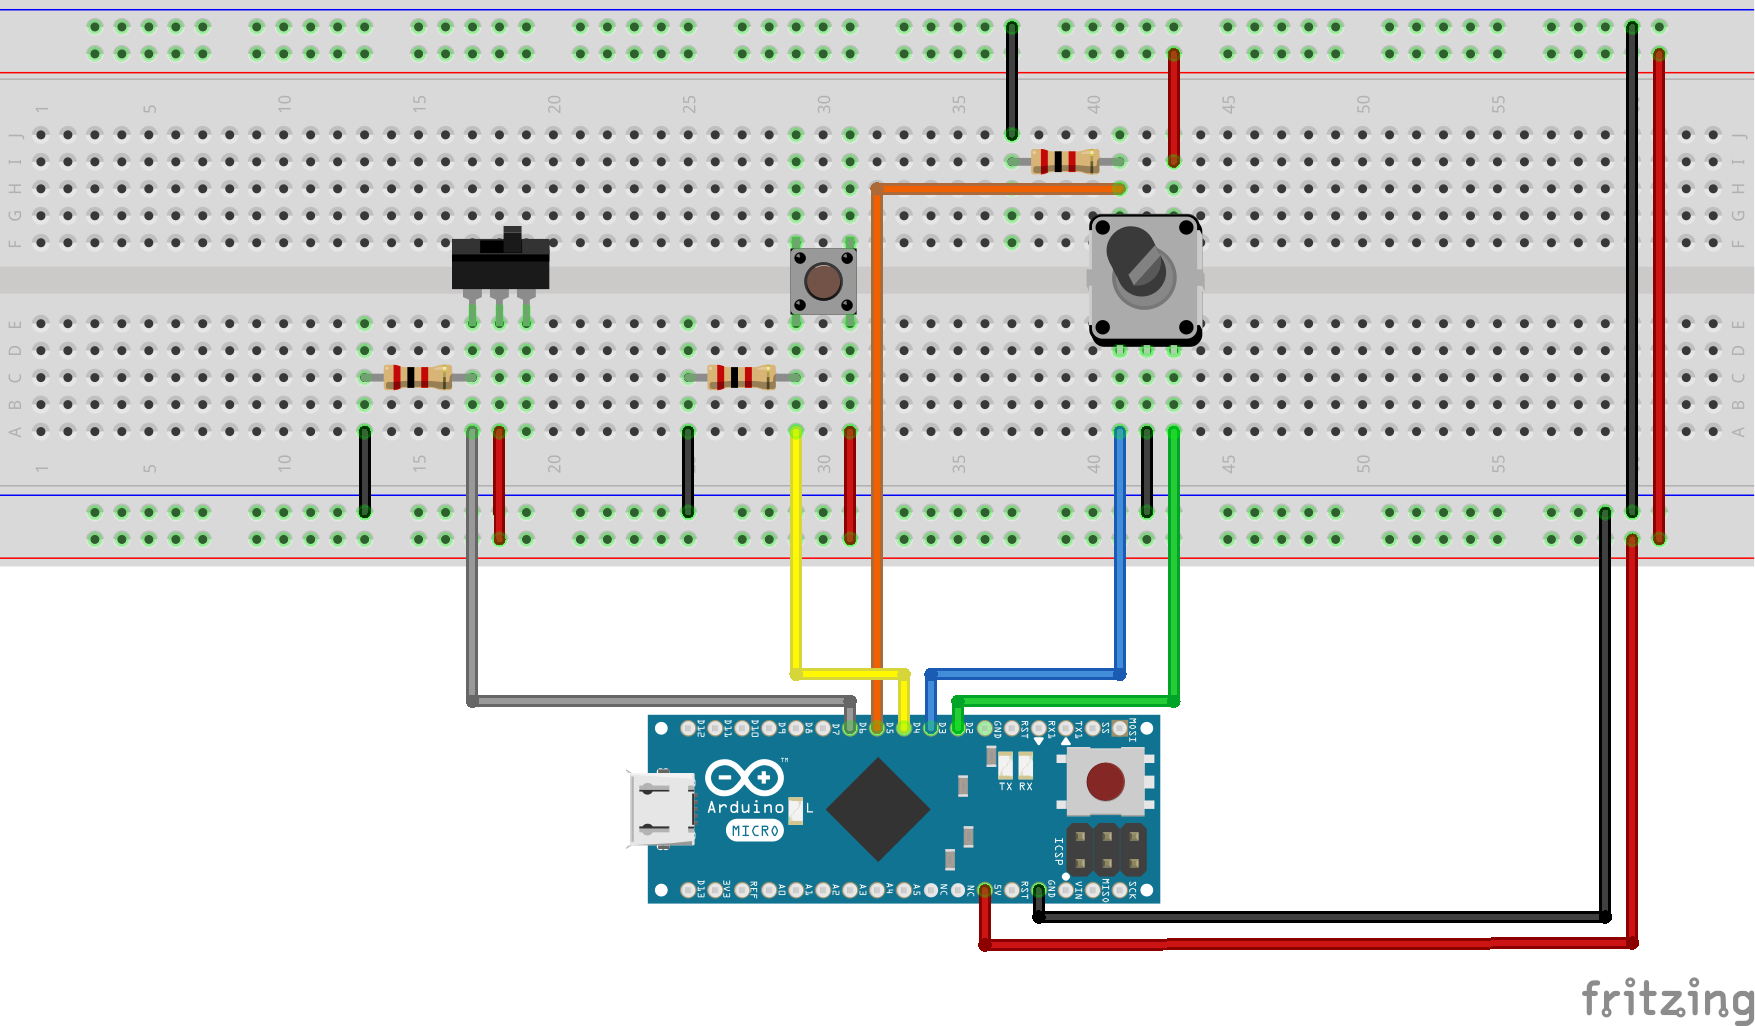 1 5 10 15 20 25 30 35 40 45 50 55
J J
I I
H H
G G
F F
E E
D D
C C
B B
A A
1 5 10 15 20 25 30 35 40 45 50 55
D12 D11 D10 D9 D8 D7 D6 D5 D4 D3 D2 GND RST RX1 TX1 SS MOSI
TM
TX RX
Arduino L
MICRO
ICSP
D13 3V3 REF A0 A1 A2 A3 A4 A5 NC NC 5V RST GND VIN MISO SCK
fritzing